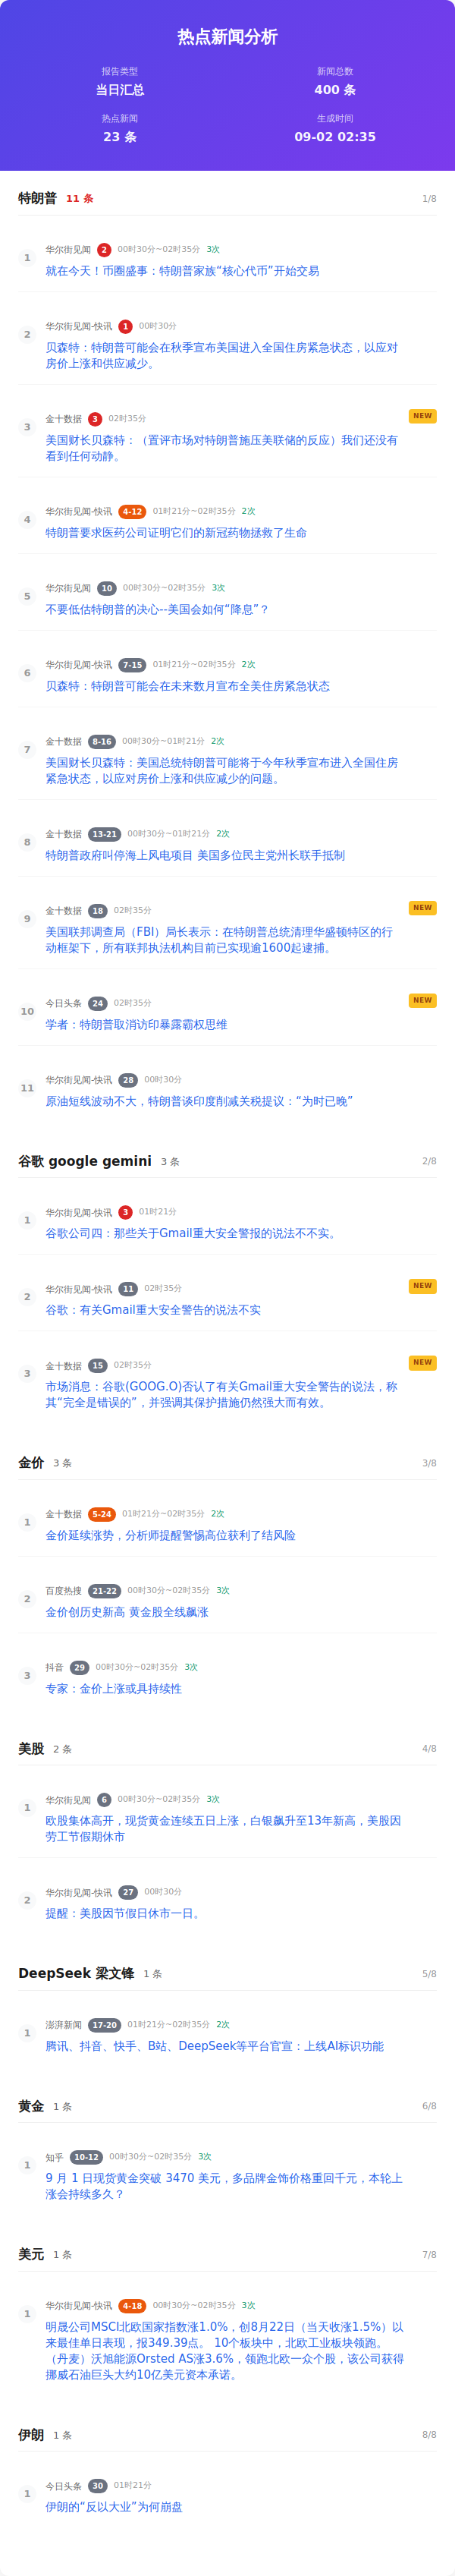 热点新闻分析
报告类型
当日汇总
新闻总数
400 条
热点新闻
23 条
生成时间
09-02 02:35
特朗普 11 条 1/8
1 华尔街见闻 2 00时30分~02时35分 3次
就在今天！币圈盛事：特朗普家族“核心代币”开始交易
2 华尔街见闻-快讯 1 00时30分
贝森特：特朗普可能会在秋季宣布美国进入全国住房紧急状态，以应对
房价上涨和供应减少。
3 金十数据 3 02时35分 NEW
美国财长贝森特：（置评市场对特朗普施压美联储的反应）我们还没有
看到任何动静。
4 华尔街见闻-快讯 4-12 01时21分~02时35分 2次
特朗普要求医药公司证明它们的新冠药物拯救了生命
5 华尔街见闻 10 00时30分~02时35分 3次
不要低估特朗普的决心--美国会如何“降息”？
6 华尔街见闻-快讯 7-15 01时21分~02时35分 2次
贝森特：特朗普可能会在未来数月宣布全美住房紧急状态
7 金十数据 8-16 00时30分~01时21分 2次
美国财长贝森特：美国总统特朗普可能将于今年秋季宣布进入全国住房
紧急状态，以应对房价上涨和供应减少的问题。
8 金十数据 13-21 00时30分~01时21分 2次
特朗普政府叫停海上风电项目 美国多位民主党州长联手抵制
9 金十数据 18 02时35分 NEW
美国联邦调查局（FBI）局长表示：在特朗普总统清理华盛顿特区的行
动框架下，所有联邦执法机构目前已实现逾1600起逮捕。
10 今日头条 24 02时35分 NEW
学者：特朗普取消访印暴露霸权思维
11 华尔街见闻-快讯 28 00时30分
原油短线波动不大，特朗普谈印度削减关税提议：“为时已晚”
谷歌 google gemini 3 条 2/8
1 华尔街见闻-快讯 3 01时21分
谷歌公司四：那些关于Gmail重大安全警报的说法不不实。
2 华尔街见闻-快讯 11 02时35分 NEW
谷歌：有关Gmail重大安全警告的说法不实
3 金十数据 15 02时35分 NEW
市场消息：谷歌(GOOG.O)否认了有关Gmail重大安全警告的说法，称
其“完全是错误的”，并强调其保护措施仍然强大而有效。
金价 3 条 3/8
1 金十数据 5-24 01时21分~02时35分 2次
金价延续涨势，分析师提醒警惕高位获利了结风险
2 百度热搜 21-22 00时30分~02时35分 3次
金价创历史新高 黄金股全线飙涨
3 抖音 29 00时30分~02时35分 3次
专家：金价上涨或具持续性
美股 2 条 4/8
1 华尔街见闻 6 00时30分~02时35分 3次
欧股集体高开，现货黄金连续五日上涨，白银飙升至13年新高，美股因
劳工节假期休市
2 华尔街见闻-快讯 27 00时30分
提醒：美股因节假日休市一日。
DeepSeek 梁文锋 1 条 5/8
1 澎湃新闻 17-20 01时21分~02时35分 2次
腾讯、抖音、快手、B站、DeepSeek等平台官宣：上线AI标识功能
黄金 1 条 6/8
1 知乎 10-12 00时30分~02时35分 3次
9 月 1 日现货黄金突破 3470 美元，多品牌金饰价格重回千元，本轮上
涨会持续多久？
美元 1 条 7/8
1 华尔街见闻-快讯 4-18 00时30分~02时35分 3次
明晟公司MSCI北欧国家指数涨1.0%，创8月22日（当天收涨1.5%）以
来最佳单日表现，报349.39点。 10个板块中，北欧工业板块领跑。
（丹麦）沃旭能源Orsted AS涨3.6%，领跑北欧一众个股，该公司获得
挪威石油巨头大约10亿美元资本承诺。
伊朗 1 条 8/8
1 今日头条 30 01时21分
伊朗的“反以大业”为何崩盘